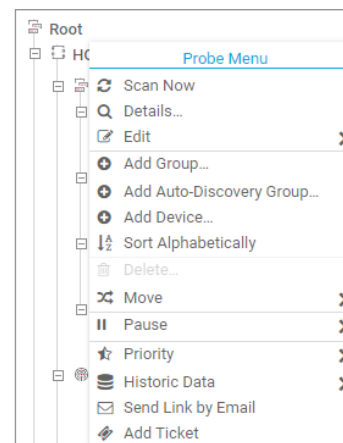 Root
HO
Probe Menu
Scan Now
Details...
Edit
Add Group...
Add Auto-Discovery Group...
Add Device...
Sort Alphabetically
Delete...
Move
Pause
Priority
Historic Data
Send Link by Email
Add Ticket